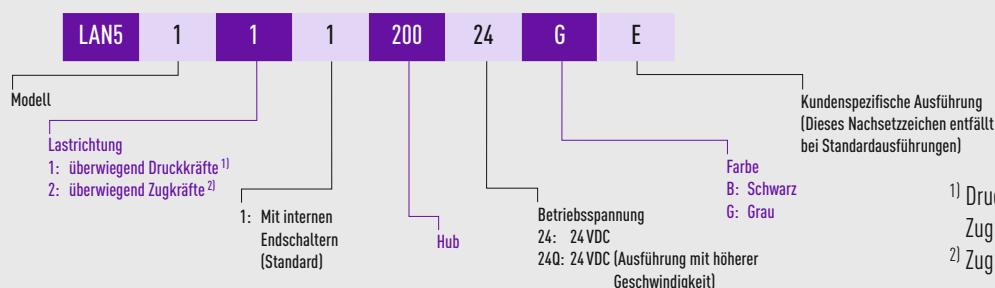 LAN5 1 1 1 200 24 G E
Modell
Lastrichtung
1: überwiegend Druckkräfte 1)
2: überwiegend Zugkräfte 2)
1: Mit internen
Endschaltern
(Standard)
Hub
Betriebsspannung
24: 24 VDC
24Q: 24 VDC (Ausführung mit höherer
Geschwindigkeit)
Farbe
B: Schwarz
G: Grau
Kundenspezifische Ausführung
(Dieses Nachsetzzeichen entfällt
bei Standardausführungen)
1) Druc
Zug
2) Zug